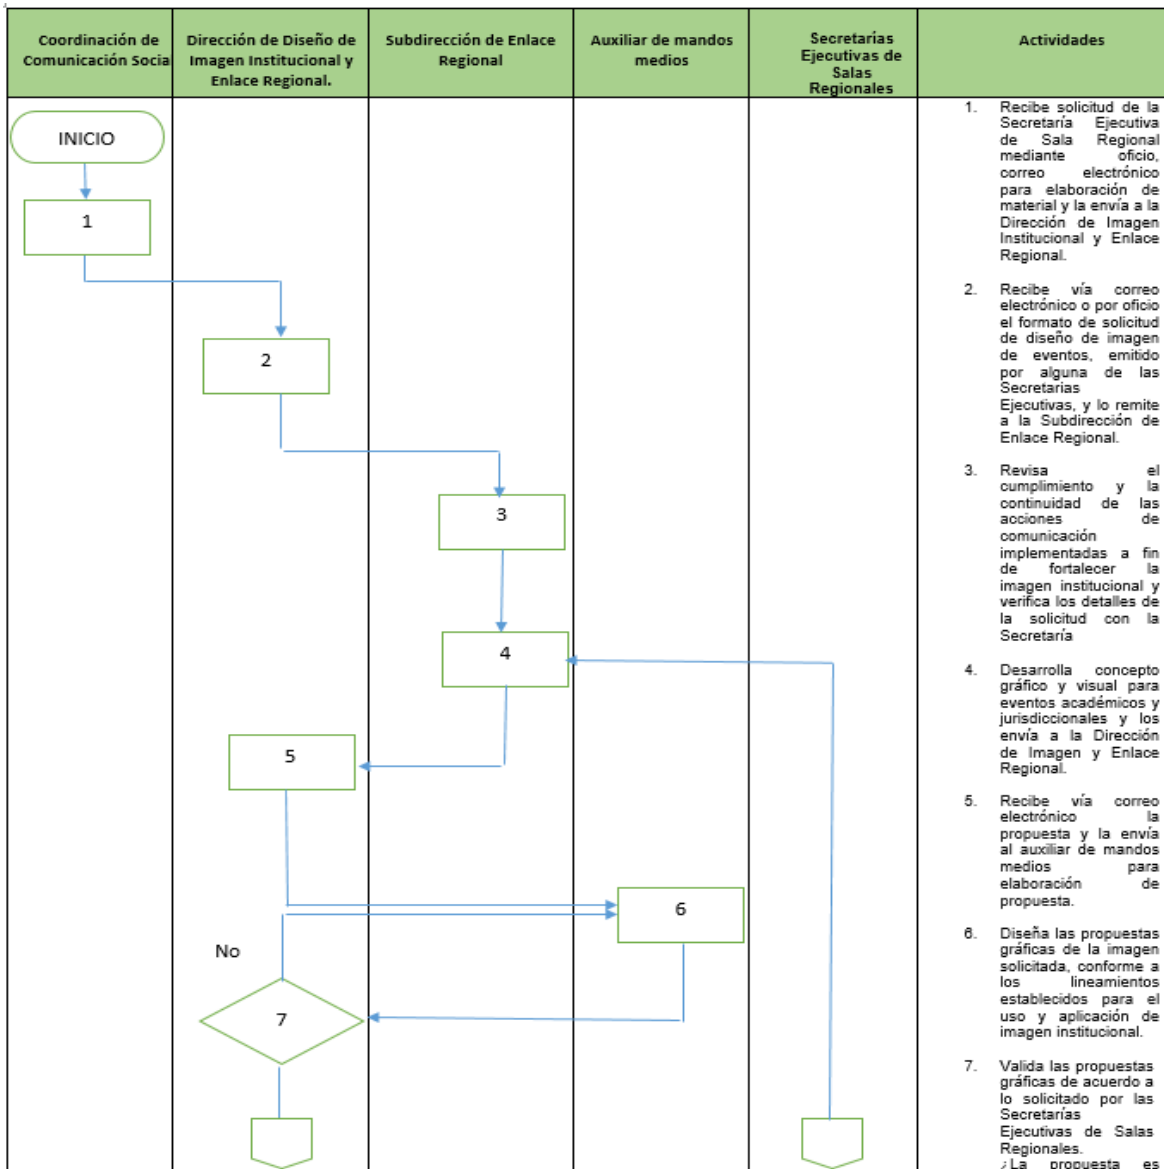 Coordinación de
Comunicación Social
Dirección de Diseño de
Imagen Institucional y
Enlace Regional.
Subdirección de Enlace
Regional
Auxiliar de mandos
medios
Secretarías
Ejecutivas de
Salas
Regionales
Actividades
INICIO
1
2
3
4
5
6
No
7
1. Recibe solicitud de la
Secretaría Ejecutiva
de Sala Regional
mediante oficio,
correo electrónico
para elaboración de
material y la envía a la
Dirección de Imagen
Institucional y Enlace
Regional.
2. Recibe vía correo
electrónico o por oficio
el formato de solicitud
de diseño de imagen
de eventos, emitido
por alguna de las
Secretarias
Ejecutivas, y lo remite
a la Subdirección de
Enlace Regional.
3. Revisa el
cumplimiento y la
continuidad de las
acciones de
comunicación
implementadas a fin
de fortalecer la
imagen institucional y
verifica los detalles de
la solicitud con la
Secretaría
4. Desarrolla concepto
gráfico y visual para
eventos académicos y
jurisdiccionales y los
envía a la Dirección
de Imagen y Enlace
Regional.
5. Recibe vía correo
electrónico la
propuesta y la envía
al auxiliar de mandos
medios para
elaboración de
propuesta.
6. Diseña las propuestas
gráficas de la imagen
solicitada, conforme a
los lineamientos
establecidos para el
uso y aplicación de
imagen institucional.
7. Valida las propuestas
gráficas de acuerdo a
lo solicitado por las
Secretarías
Ejecutivas de Salas
Regionales.
¿La propuesta es